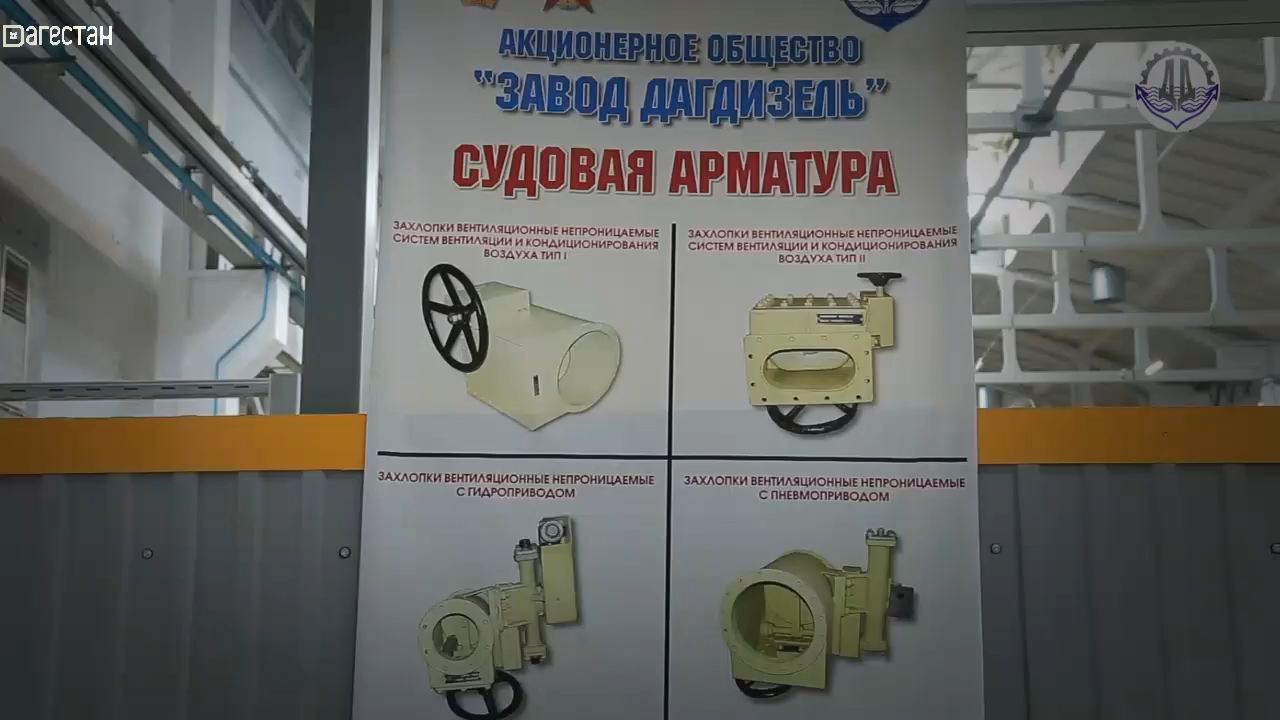 Дагестан
АКЦИОНЕРНОЕ ОБЩЕСТВО
"ЗАВОД ДАГДИЗЕЛЬ"
СУДОВАЯ АРМАТУРА
ЗАХЛОПКИ ВЕНТИЛЯЦИОННЫЕ НЕПРОНИЦАЕМЫЕ
СИСТЕМ ВЕНТИЛЯЦИИ И КОНДИЦИОНИРОВАНИЯ
ВОЗДУХА ТИП I
ЗАХЛОПКИ ВЕНТИЛЯЦИОННЫЕ НЕПРОНИЦАЕМЫЕ
СИСТЕМ ВЕНТИЛЯЦИИ И КОНДИЦИОНИРОВАНИЯ
ВОЗДУХА ТИП II
ЗАХЛОПКИ ВЕНТИЛЯЦИОННЫЕ НЕПРОНИЦАЕМЫЕ
С ГИДРОПРИВОДОМ
ЗАХЛОПКИ ВЕНТИЛЯЦИОННЫЕ НЕПРОНИЦАЕМЫЕ
С ПНЕВМОПРИВОДОМ